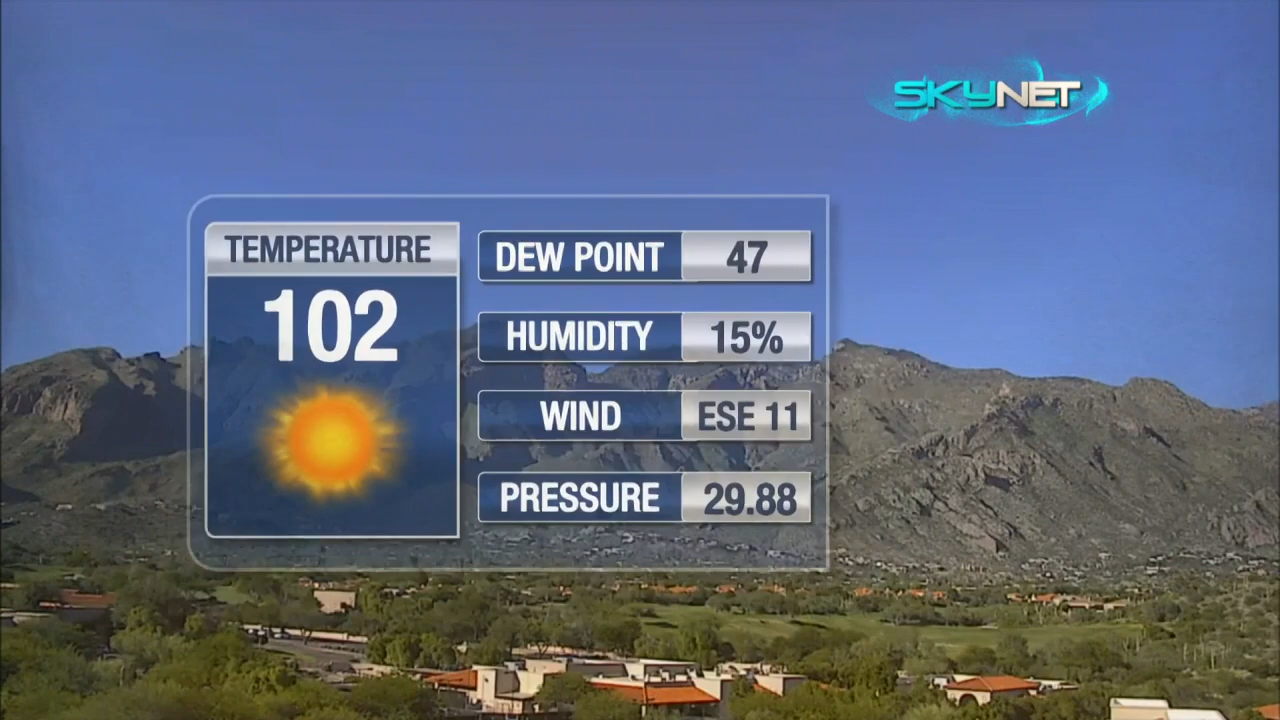 SKYNET
TEMPERATURE
102
DEW POINT 47
HUMIDITY 15%
WIND ESE 11
PRESSURE 29.88